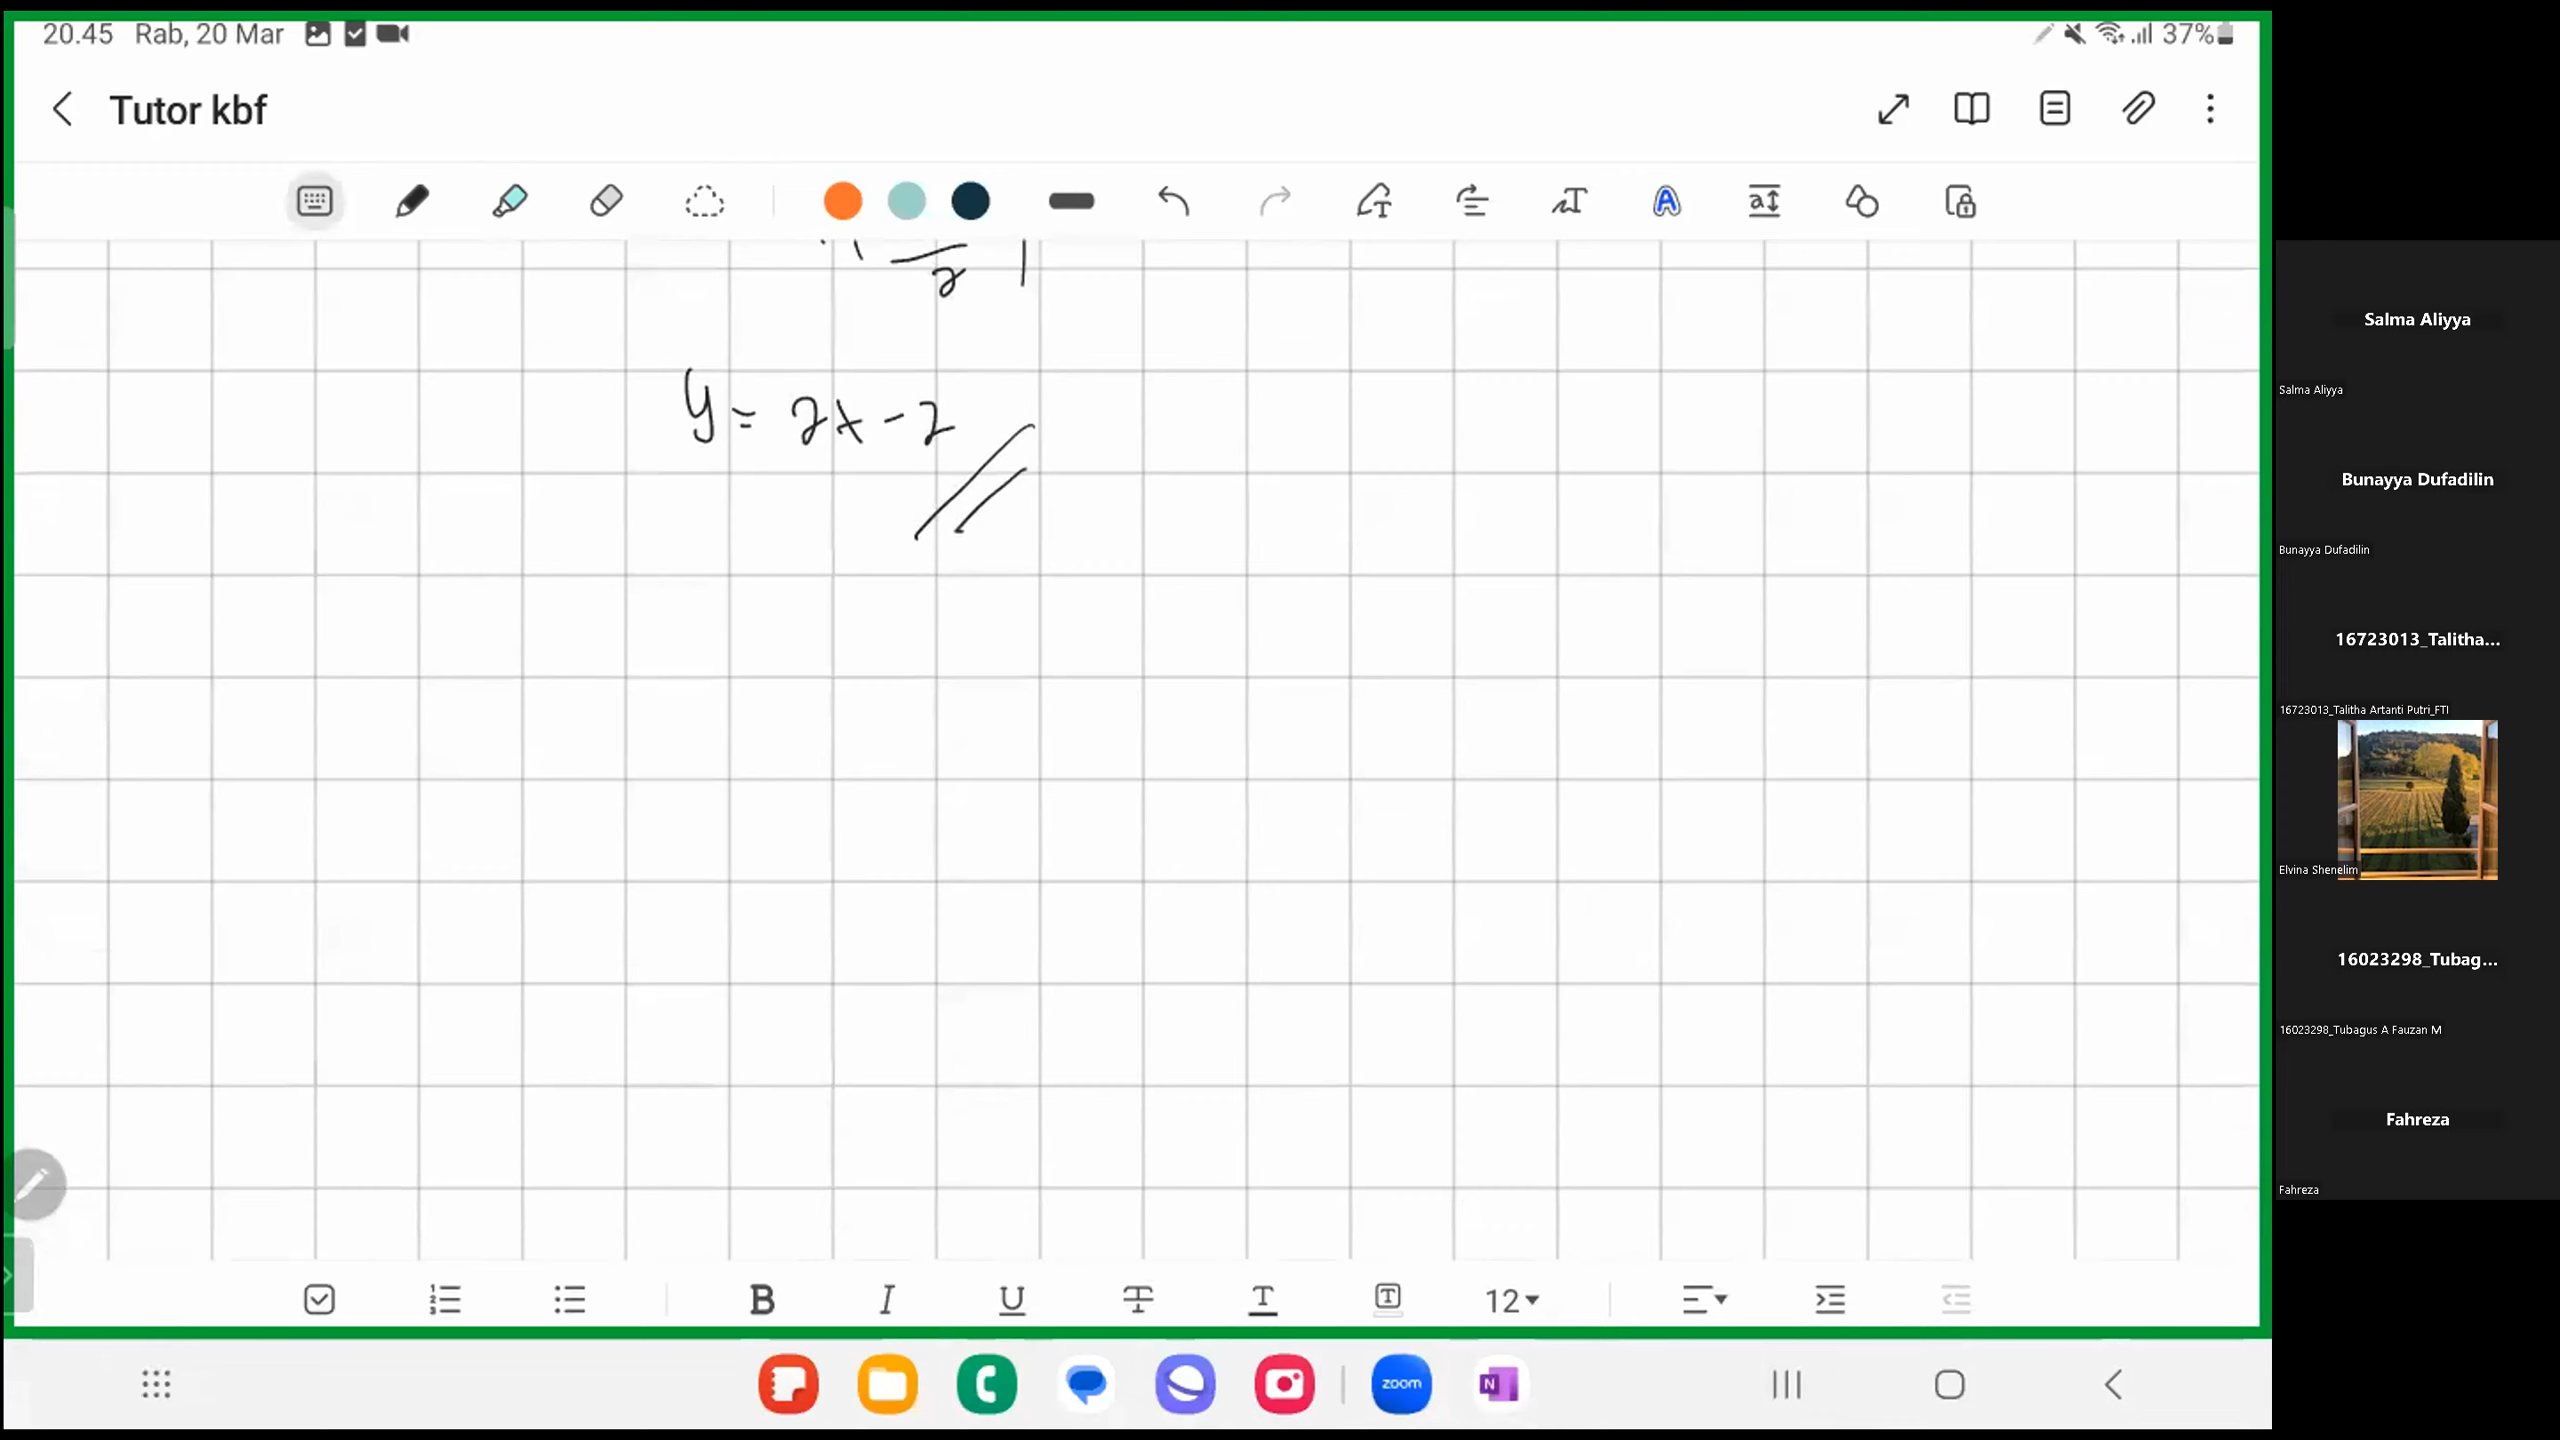 20.45 Rab, 20 Mar
37%
Tutor kbf
2
y = 2x - 2
12
zoom
N
Salma Aliyya
Salma Aliyya
Bunayya Dufadilin
Bunayya Dufadilin
16723013_Talitha...
16723013_Talitha Artanti Putri_FTI
Elvina Shenelim
16023298_Tubag...
16023298_Tubagus A Fauzan M
Fahreza
Fahreza